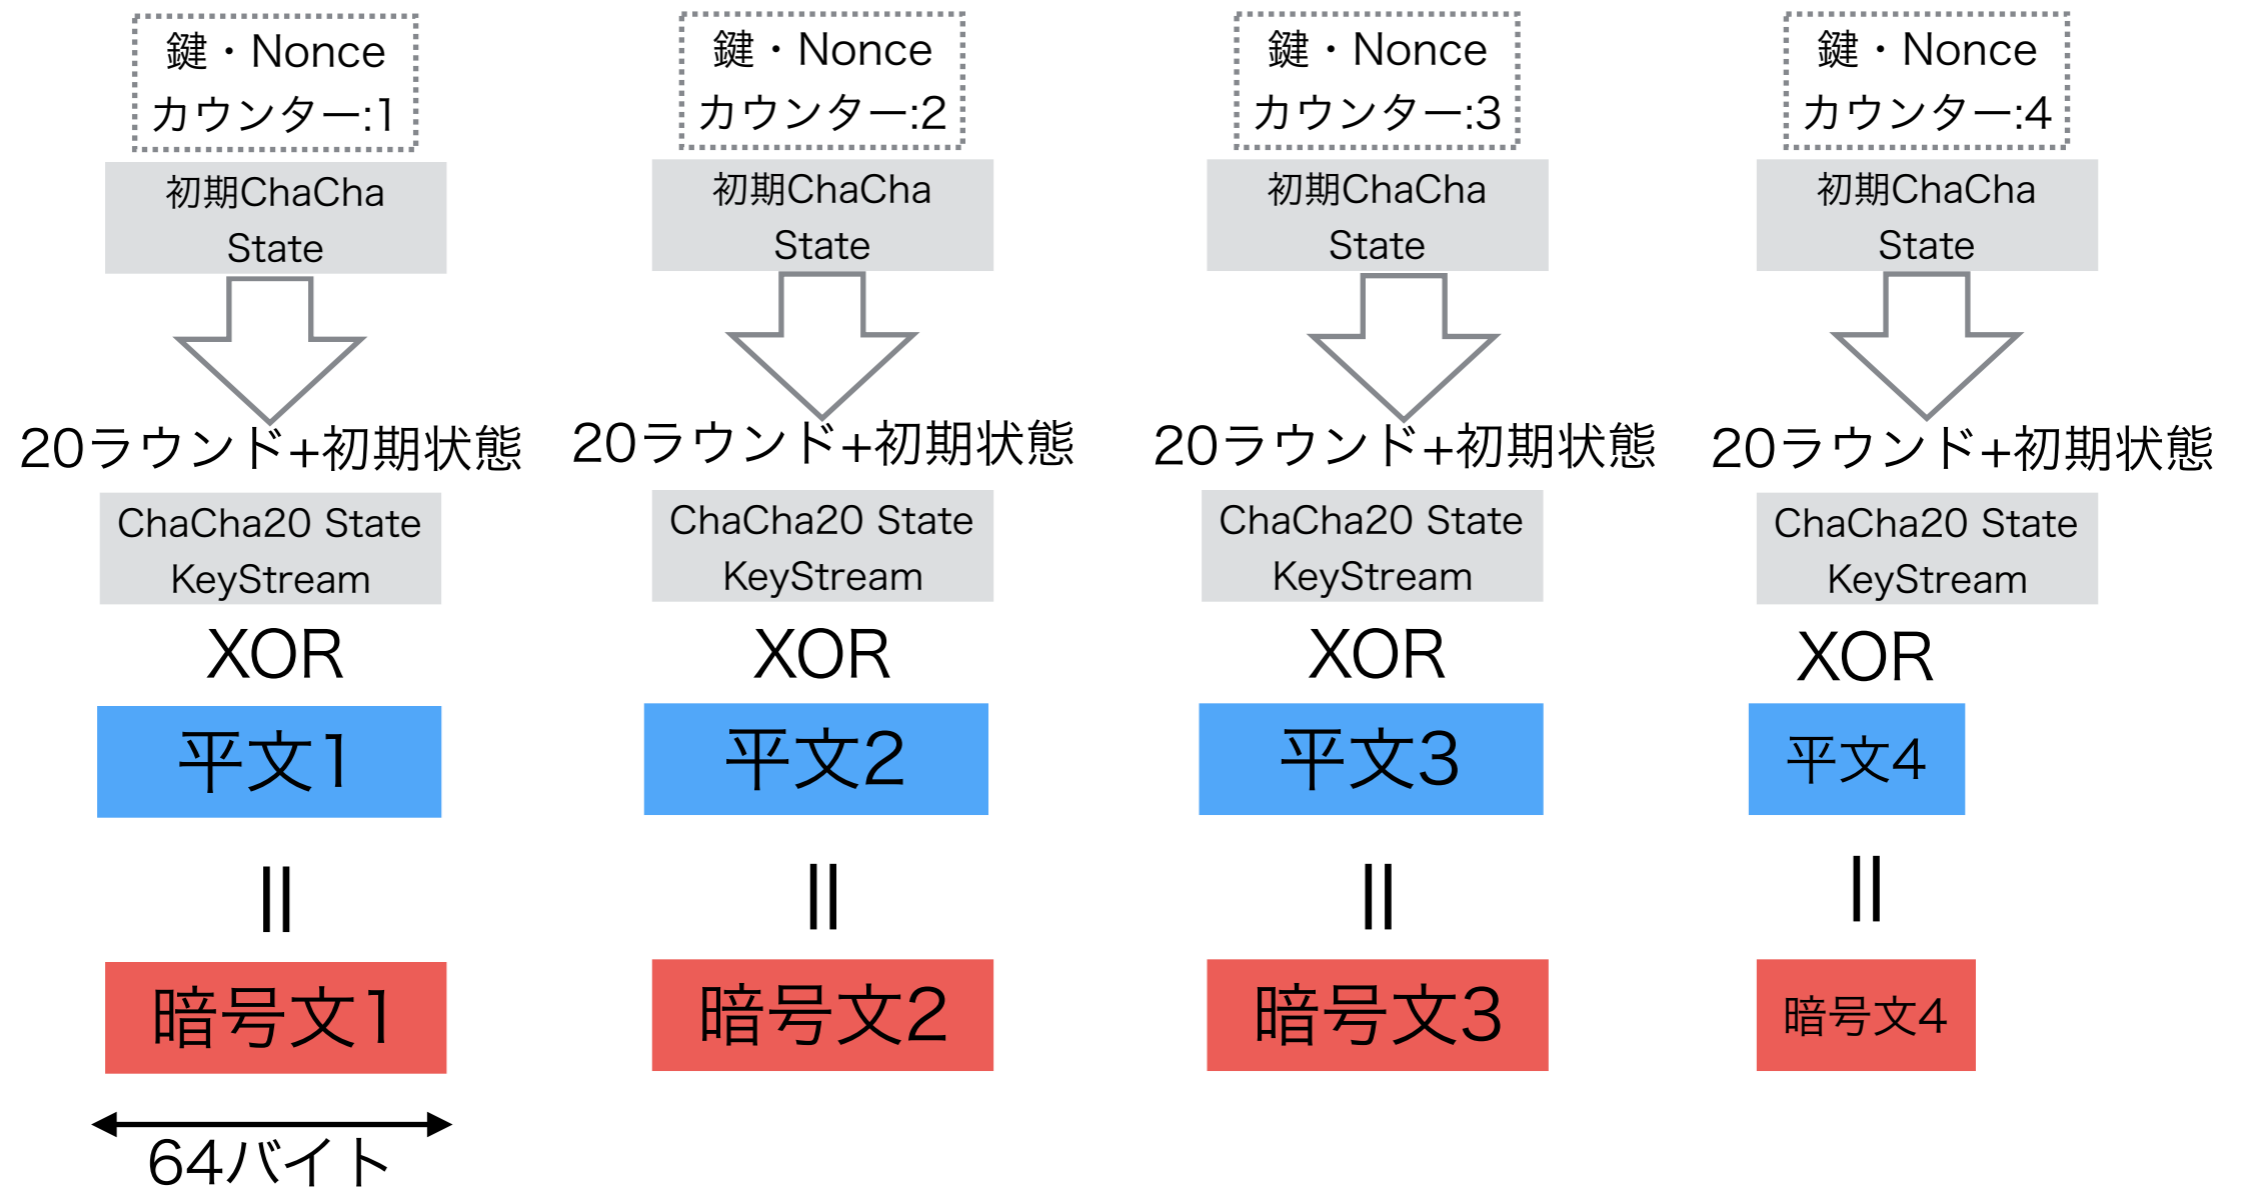 鍵・Nonce
カウンター:1
初期ChaCha
State
20ラウンド+初期状態
ChaCha20 State
KeyStream
XOR
平文1
=
暗号文1
64バイト
鍵・Nonce
カウンター:2
初期ChaCha
State
20ラウンド+初期状態
ChaCha20 State
KeyStream
XOR
平文2
=
暗号文2
鍵・Nonce
カウンター:3
初期ChaCha
State
20ラウンド+初期状態
ChaCha20 State
KeyStream
XOR
平文3
=
暗号文3
鍵・Nonce
カウンター:4
初期ChaCha
State
20ラウンド+初期状態
ChaCha20 State
KeyStream
XOR
平文4
=
暗号文4